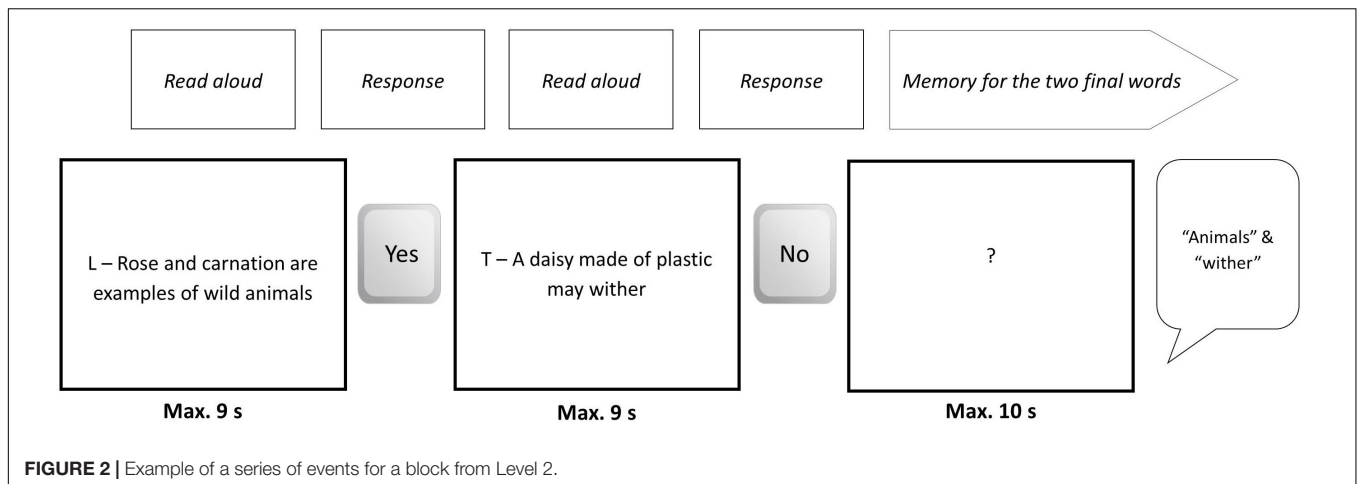 Read aloud
Response
Read aloud
Response
Memory for the two final words
L – Rose and carnation are
examples of wild animals
Yes
T – A daisy made of plastic
may wither
No
?
“Animals” &
“wither”
Max. 9 s
Max. 9 s
Max. 10 s
FIGURE 2 | Example of a series of events for a block from Level 2.